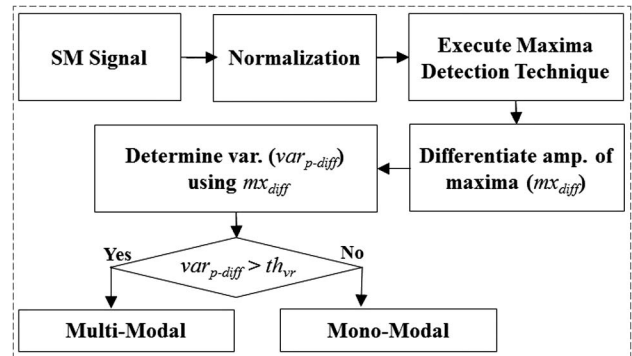 SM Signal
Normalization
Execute Maxima
Detection Technique
Differentiate amp. of
maxima (mx_diff)
Determine var. (var_p-diff)
using mx_diff
Yes
var_p-diff > th_vr
No
Multi-Modal
Mono-Modal